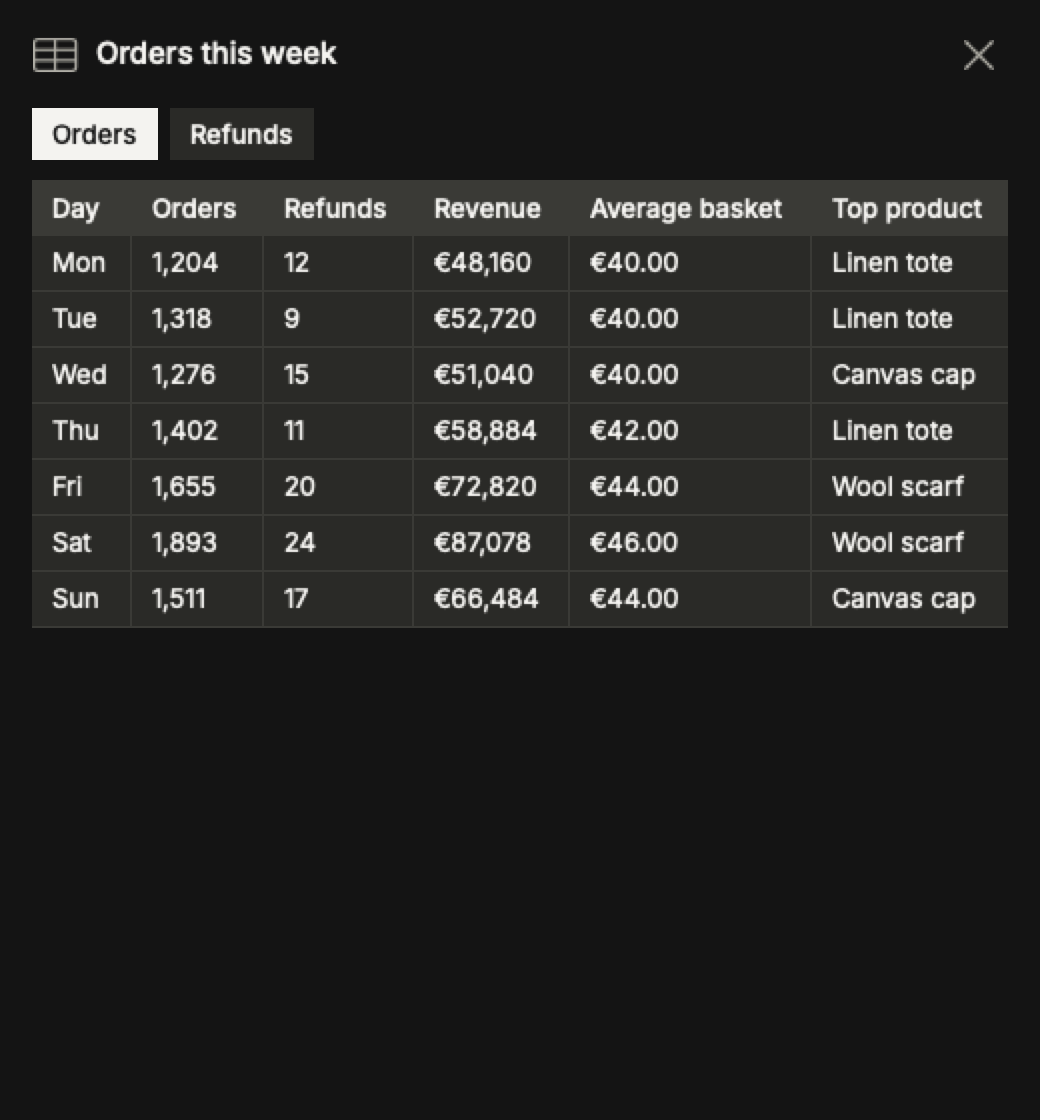 Orders this week
Orders Refunds
Day Orders Refunds Revenue Average basket Top product
Mon 1,204 12 €48,160 €40.00 Linen tote
Tue 1,318 9 €52,720 €40.00 Linen tote
Wed 1,276 15 €51,040 €40.00 Canvas cap
Thu 1,402 11 €58,884 €42.00 Linen tote
Fri 1,655 20 €72,820 €44.00 Wool scarf
Sat 1,893 24 €87,078 €46.00 Wool scarf
Sun 1,511 17 €66,484 €44.00 Canvas cap